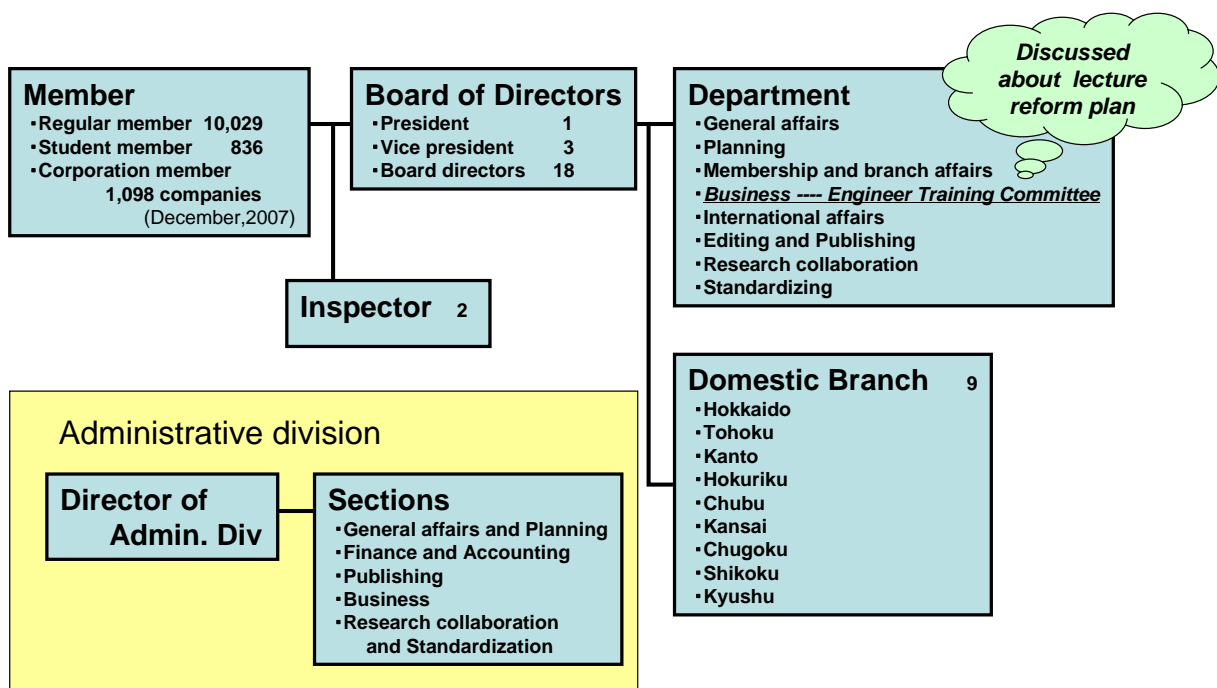 Member
▪Regular member 10,029
▪Student member 836
▪Corporation member
1,098 companies
(December,2007)
Board of Directors
▪President 1
▪Vice president 3
▪Board directors 18
Department
▪General affairs
▪Planning
▪Membership and branch affairs
▪Business ---- Engineer Training Committee
▪International affairs
▪Editing and Publishing
▪Research collaboration
▪Standardizing
Discussed
about lecture
reform plan
Inspector 2
Domestic Branch 9
▪Hokkaido
▪Tohoku
▪Kanto
▪Hokuriku
▪Chubu
▪Kansai
▪Chugoku
▪Shikoku
▪Kyushu
Administrative division
Director of
Admin. Div
Sections
▪General affairs and Planning
▪Finance and Accounting
▪Publishing
▪Business
▪Research collaboration
and Standardization